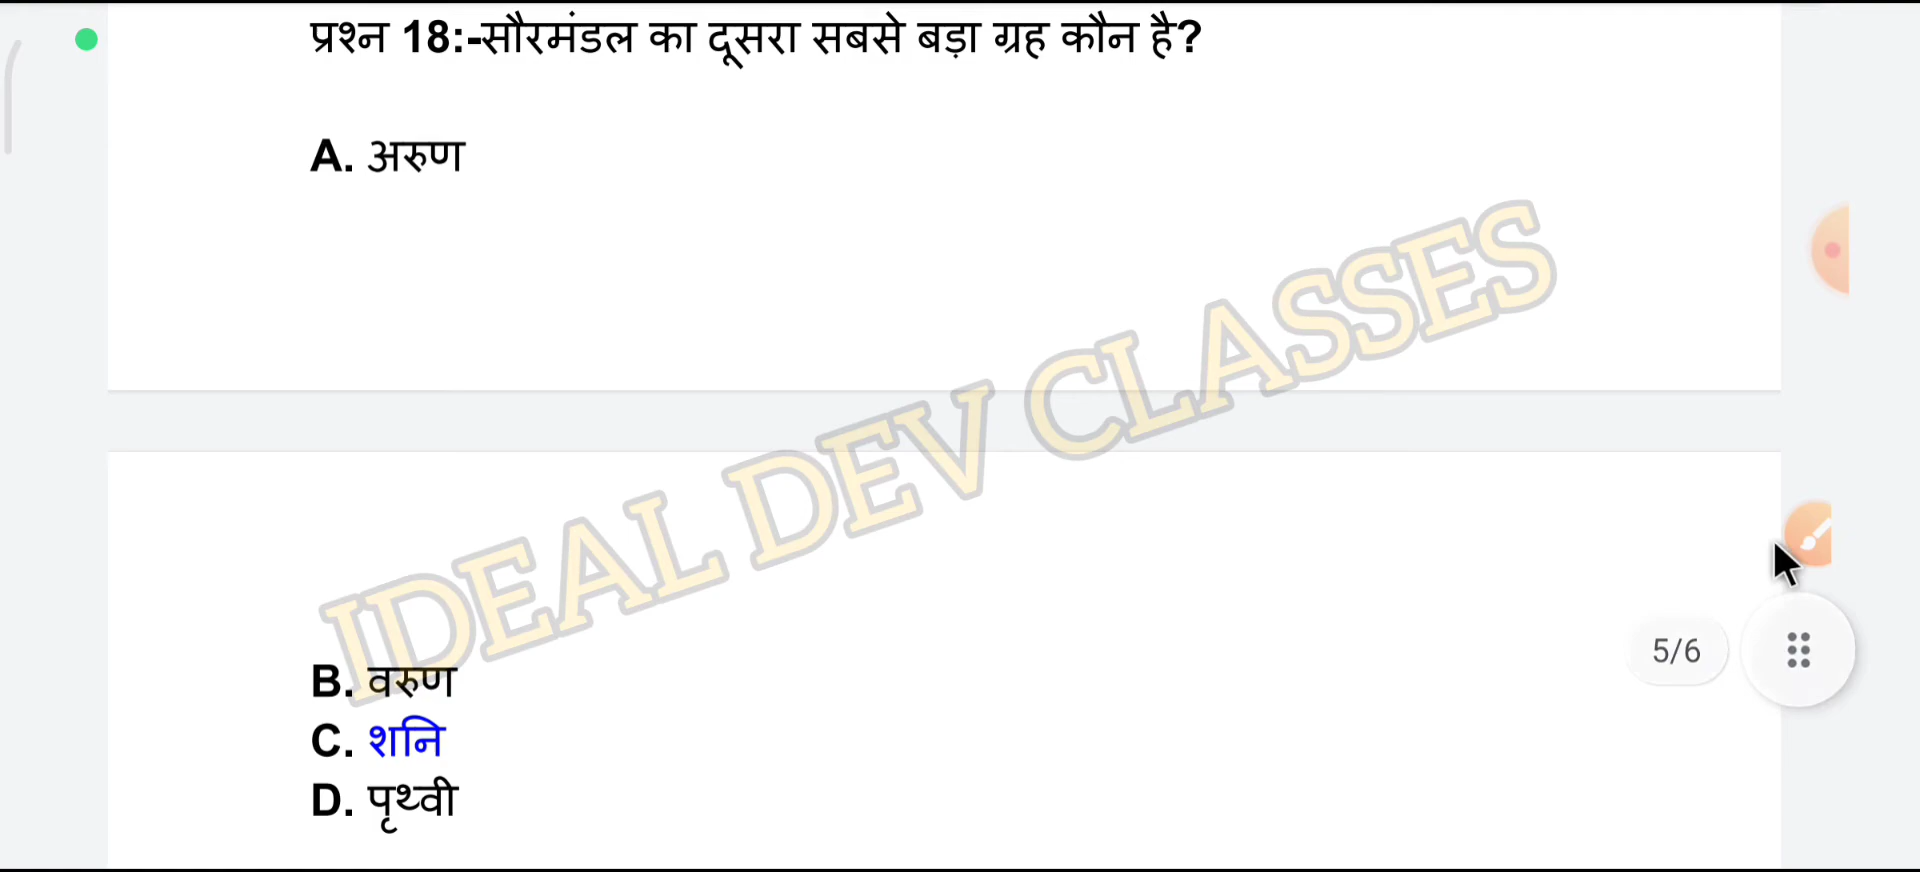 प्रश्न 18:-सौरमंडल का दूसरा सबसे बड़ा ग्रह कौन है?
A. अरुण
IDEAL DEV CLASSES
B. वरुण
5/6
C. शनि
D. पृथ्वी